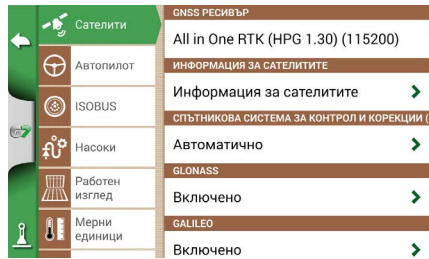 Сателити
Автопилот
ISOBUS
Насоки
Работен
изглед
Мерни
единици
GNSS РЕСИВЪР
All in One RTK (HPG 1.30) (115200)
ИНФОРМАЦИЯ ЗА САТЕЛИТИТЕ
Информация за сателитите
СПЪТНИКОВА СИСТЕМА ЗА КОНТРОЛ И КОРЕКЦИИ (
Автоматично
GLONASS
Включено
GALILEO
Включено